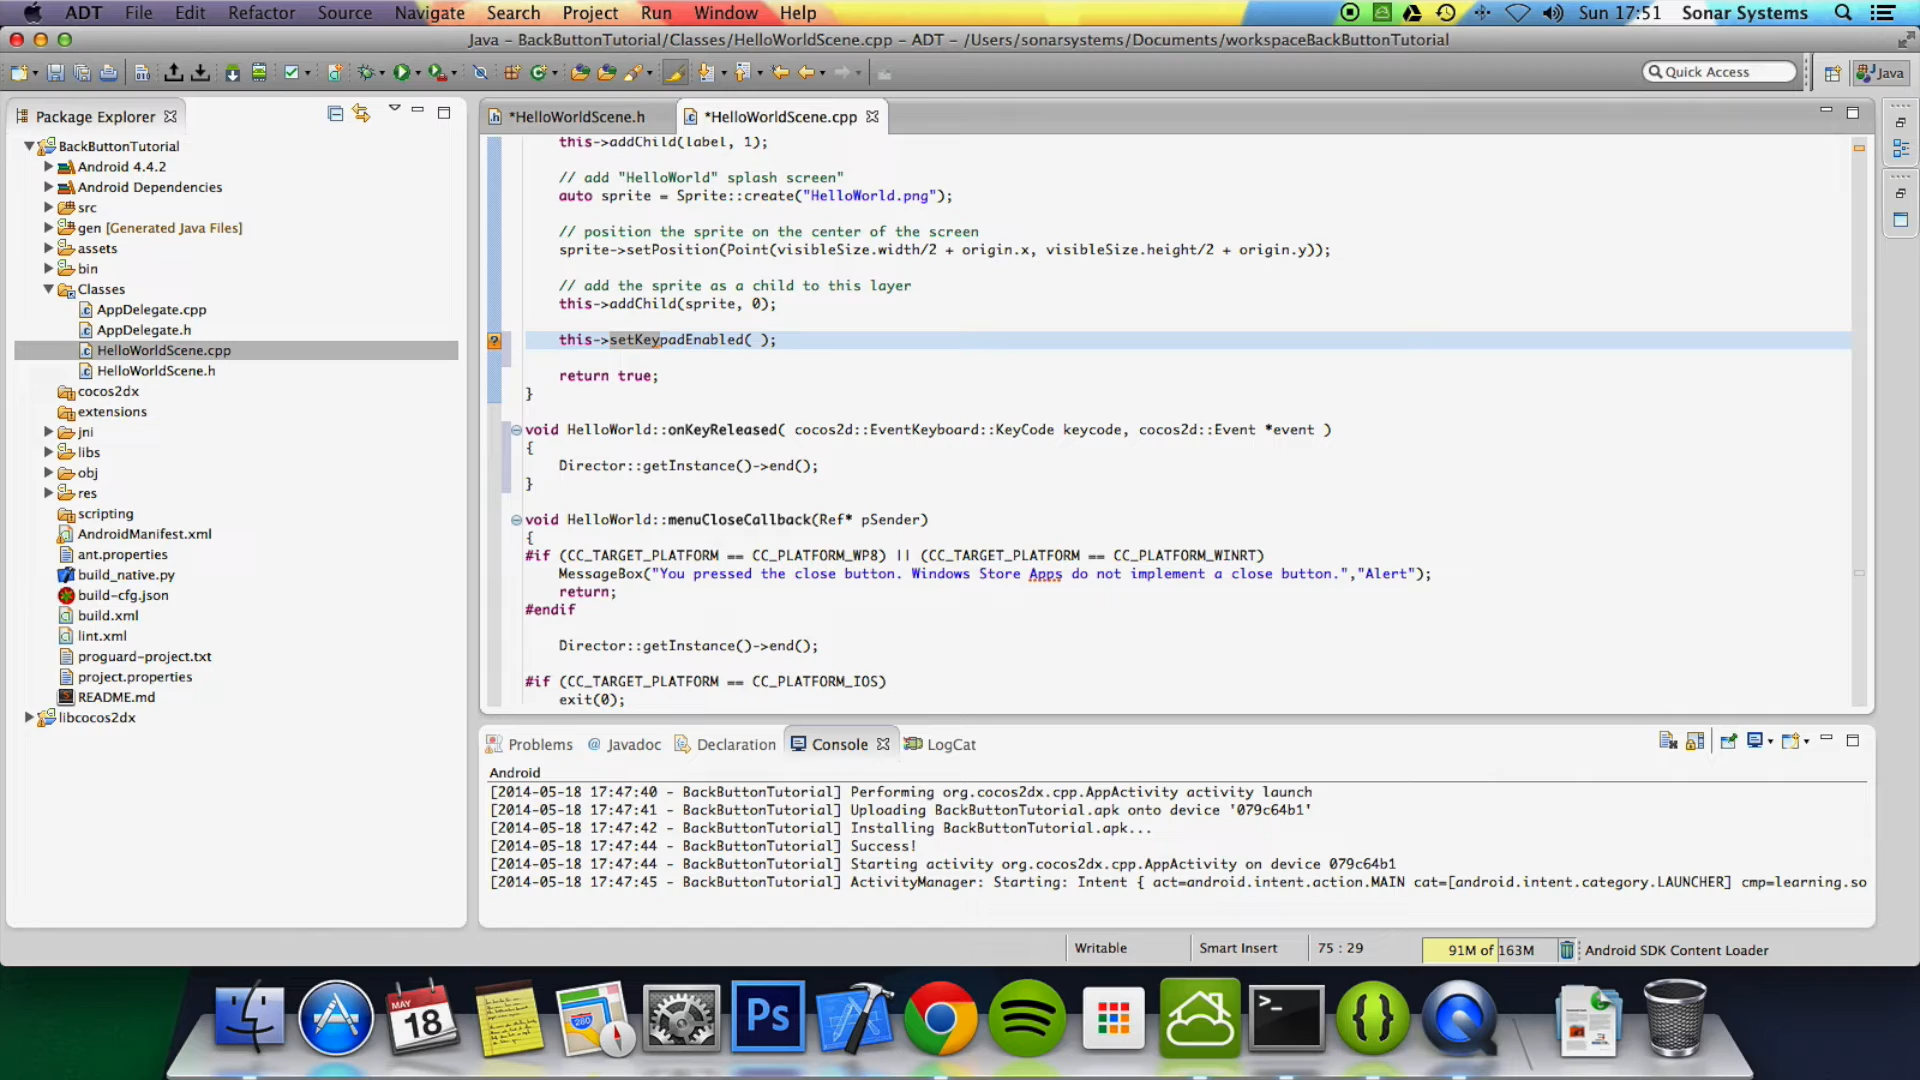 ADT File Edit Refactor Source Navigate Search Project Run Window Help Sun 17:51 Sonar Systems
Java - BackButtonTutorial/Classes/HelloWorldScene.cpp - ADT - /Users/sonarsystems/Documents/workspaceBackButtonTutorial
Quick Access Java
Package Explorer
BackButtonTutorial
Android 4.4.2
Android Dependencies
src
gen [Generated Java Files]
assets
bin
Classes
AppDelegate.cpp
AppDelegate.h
HelloWorldScene.cpp
HelloWorldScene.h
cocos2dx
extensions
jni
libs
obj
res
scripting
AndroidManifest.xml
ant.properties
build_native.py
build-cfg.json
build.xml
lint.xml
proguard-project.txt
project.properties
README.md
libcocos2dx
*HelloWorldScene.h *HelloWorldScene.cpp
this->addChild(label, 1);
// add "HelloWorld" splash screen"
auto sprite = Sprite::create("HelloWorld.png");
// position the sprite on the center of the screen
sprite->setPosition(Point(visibleSize.width/2 + origin.x, visibleSize.height/2 + origin.y));
// add the sprite as a child to this layer
this->addChild(sprite, 0);
this->setKeypadEnabled( );
return true;
}
void HelloWorld::onKeyReleased( cocos2d::EventKeyboard::KeyCode keycode, cocos2d::Event *event )
{
Director::getInstance()->end();
}
void HelloWorld::menuCloseCallback(Ref* pSender)
{
#if (CC_TARGET_PLATFORM == CC_PLATFORM_WP8) || (CC_TARGET_PLATFORM == CC_PLATFORM_WINRT)
MessageBox("You pressed the close button. Windows Store Apps do not implement a close button.","Alert");
return;
#endif
Director::getInstance()->end();
#if (CC_TARGET_PLATFORM == CC_PLATFORM_IOS)
exit(0);
Problems @ Javadoc Declaration Console LogCat
Android
[2014-05-18 17:47:40 - BackButtonTutorial] Performing org.cocos2dx.cpp.AppActivity activity launch
[2014-05-18 17:47:41 - BackButtonTutorial] Uploading BackButtonTutorial.apk onto device '079c64b1'
[2014-05-18 17:47:42 - BackButtonTutorial] Installing BackButtonTutorial.apk...
[2014-05-18 17:47:44 - BackButtonTutorial] Success!
[2014-05-18 17:47:44 - BackButtonTutorial] Starting activity org.cocos2dx.cpp.AppActivity on device 079c64b1
[2014-05-18 17:47:45 - BackButtonTutorial] ActivityManager: Starting: Intent { act=android.intent.action.MAIN cat=[android.intent.category.LAUNCHER] cmp=learning.so
Writable Smart Insert 75 : 29 91M of 163M Android SDK Content Loader
MAY
18
280
Ps
>_
{}